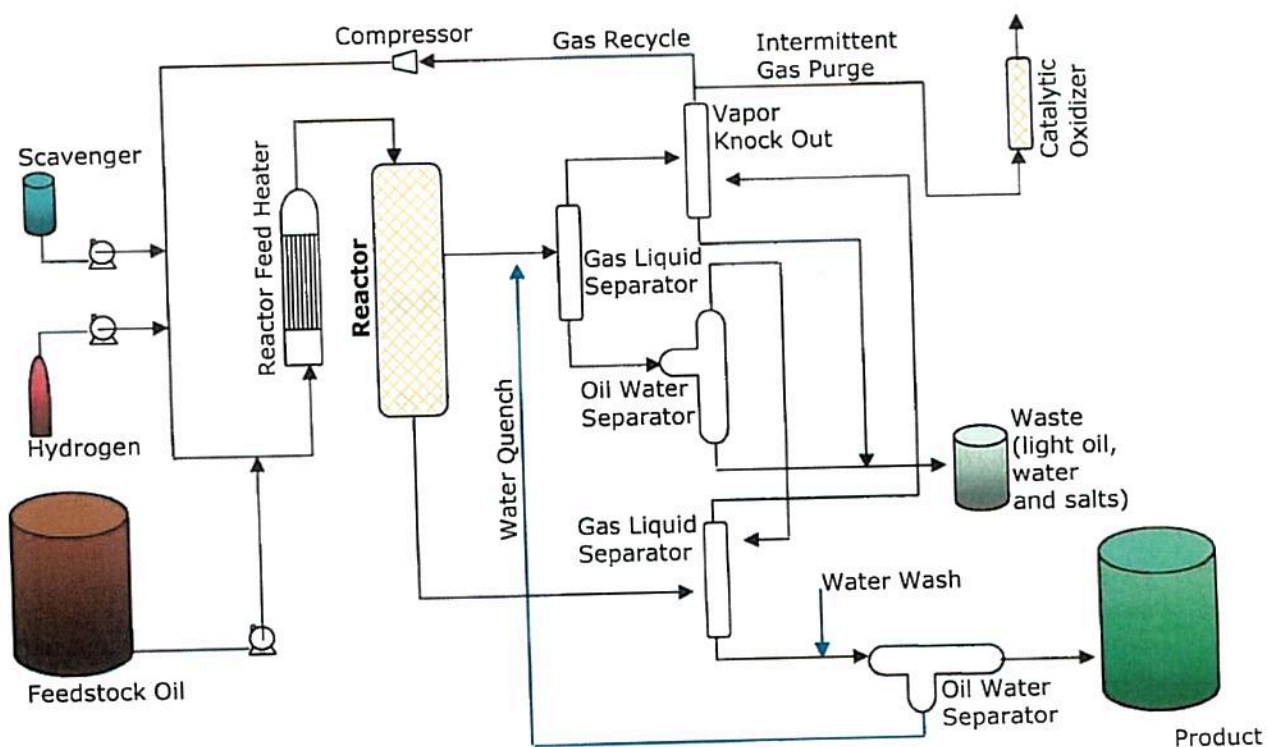 Compressor
Gas Recycle
Intermittent
Gas Purge
Catalytic
Oxidizer
Vapor
Knock Out
Scavenger
Reactor Feed Heater
Reactor
Gas Liquid
Separator
Hydrogen
Oil Water
Separator
Water Quench
Waste
(light oil,
water
and salts)
Gas Liquid
Separator
Water Wash
Feedstock Oil
Oil Water
Separator
Product